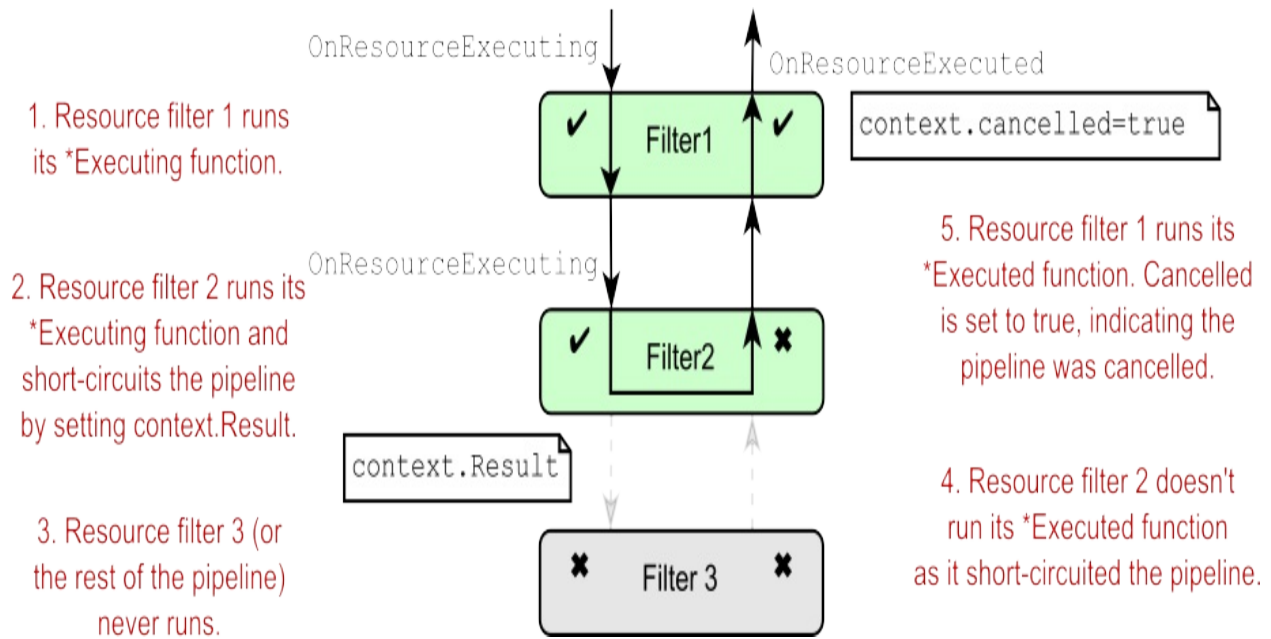 OnResourceExecuting
OnResourceExecuted
1. Resource filter 1 runs
its *Executing function.
Filter1
context.cancelled=true
OnResourceExecuting
2. Resource filter 2 runs its
*Executing function and
short-circuits the pipeline
by setting context.Result.
Filter2
5. Resource filter 1 runs its
*Executed function. Cancelled
is set to true, indicating the
pipeline was cancelled.
context.Result
3. Resource filter 3 (or
the rest of the pipeline)
never runs.
Filter 3
4. Resource filter 2 doesn't
run its *Executed function
as it short-circuited the pipeline.